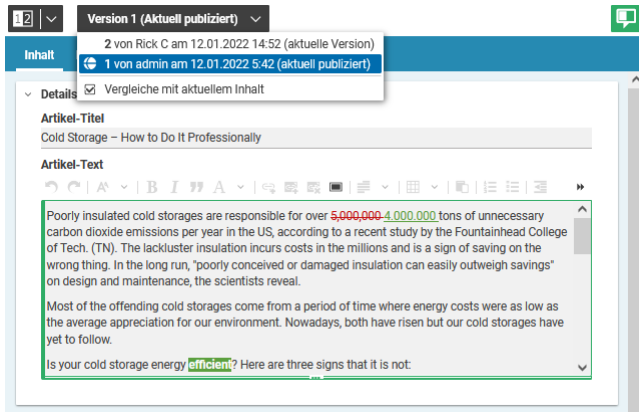 12
Version 1 (Aktuell publiziert)
2 von Rick C am 12.01.2022 14:52 (aktuelle Version)
Inhalt
1 von admin am 12.01.2022 5:42 (aktuell publiziert)
Vergleiche mit aktuellem Inhalt
Details
Artikel-Titel
Cold Storage – How to Do It Professionally
Artikel-Text
A B I A
Poorly insulated cold storages are responsible for over 5,000,000 4.000.000 tons of unnecessary
carbon dioxide emissions per year in the US, according to a recent study by the Fountainhead College
of Tech. (TN). The lackluster insulation incurs costs in the millions and is a sign of saving on the
wrong thing. In the long run, "poorly conceived or damaged insulation can easily outweigh savings"
on design and maintenance, the scientists reveal.
Most of the offending cold storages come from a period of time where energy costs were as low as
the average appreciation for our environment. Nowadays, both have risen but our cold storages have
yet to follow.
Is your cold storage energy efficient? Here are three signs that it is not: